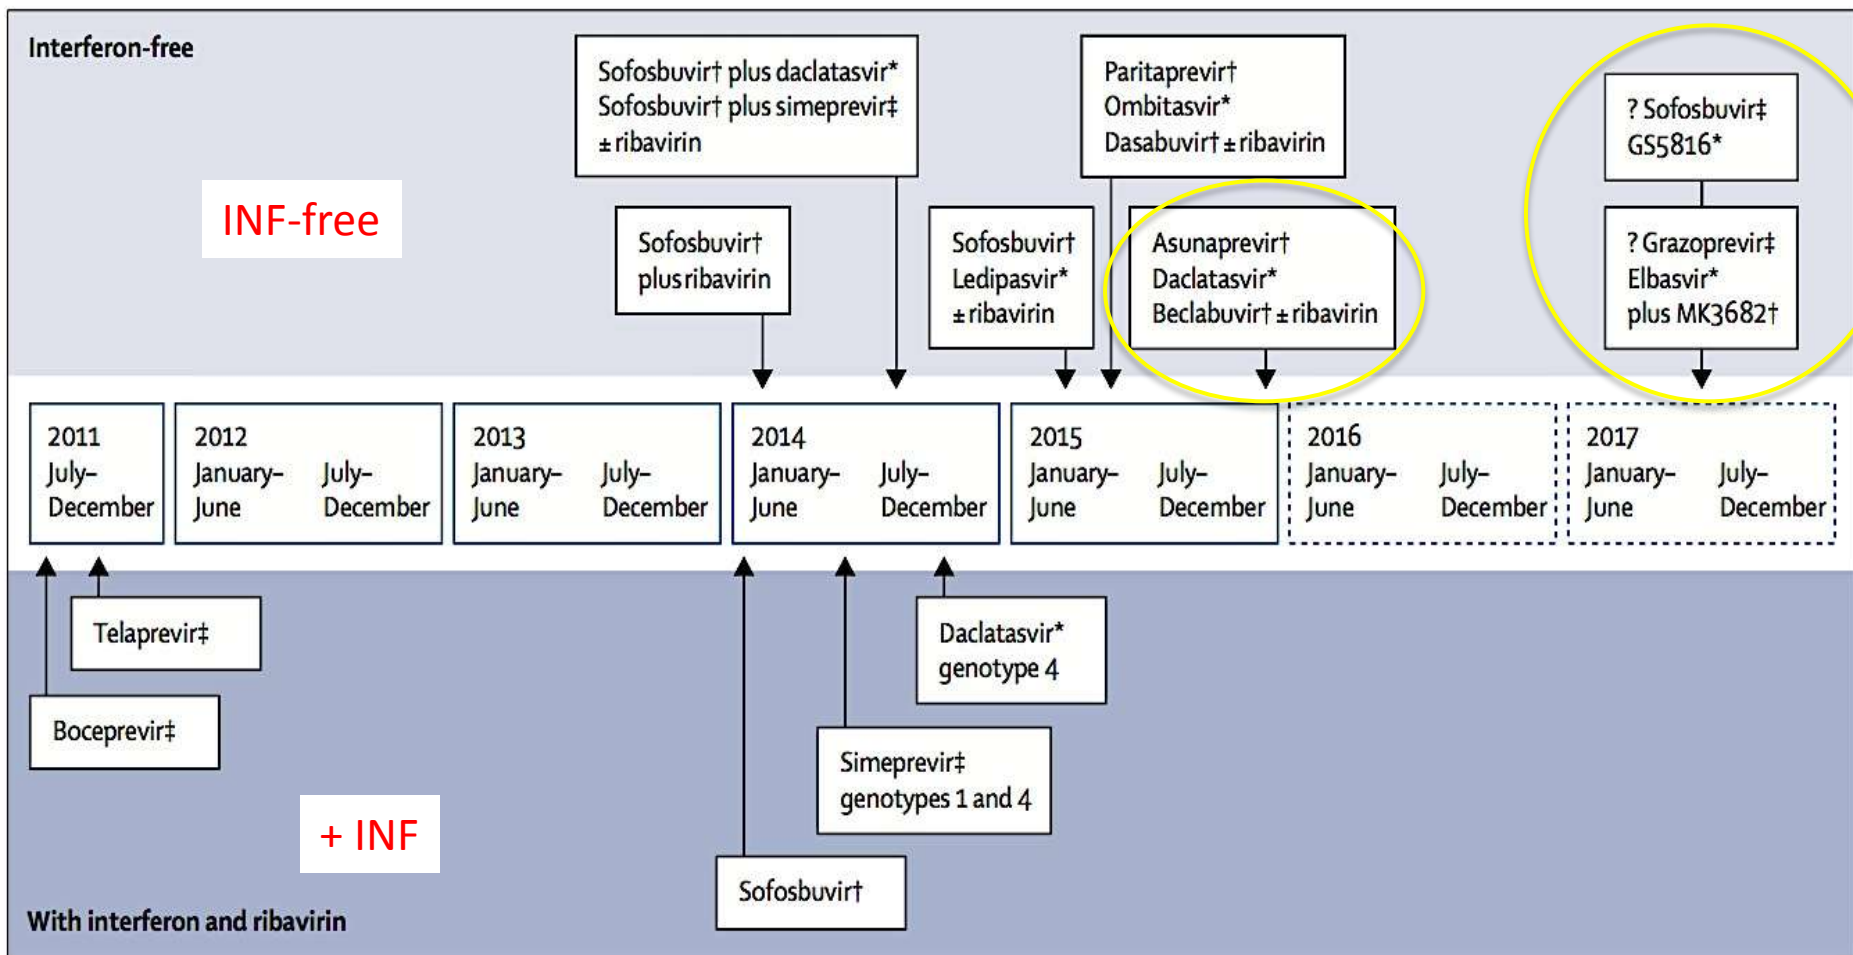 Interferon-free
INF-free
Sofosbuvir† plus daclatasvir*
Sofosbuvir† plus simeprevir‡
± ribavirin
Sofosbuvir†
plus ribavirin
Sofosbuvir†
Ledipasvir*
± ribavirin
Paritaprevir†
Ombitasvir*
Dasabuvir† ± ribavirin
Asunaprevir†
Daclatasvir*
Beclabuvir† ± ribavirin
? Sofosbuvir‡
GS5816*
? Grazoprevir‡
Elbasvir*
plus MK3682†
2011
July–
December
2012
January–
June
July–
December
2013
January–
June
July–
December
2014
January–
June
July–
December
2015
January–
June
July–
December
2016
January–
June
July–
December
2017
January–
June
July–
December
Telaprevir‡
Boceprevir‡
Daclatasvir*
genotype 4
Simeprevir‡
genotypes 1 and 4
Sofosbuvir†
+ INF
With interferon and ribavirin